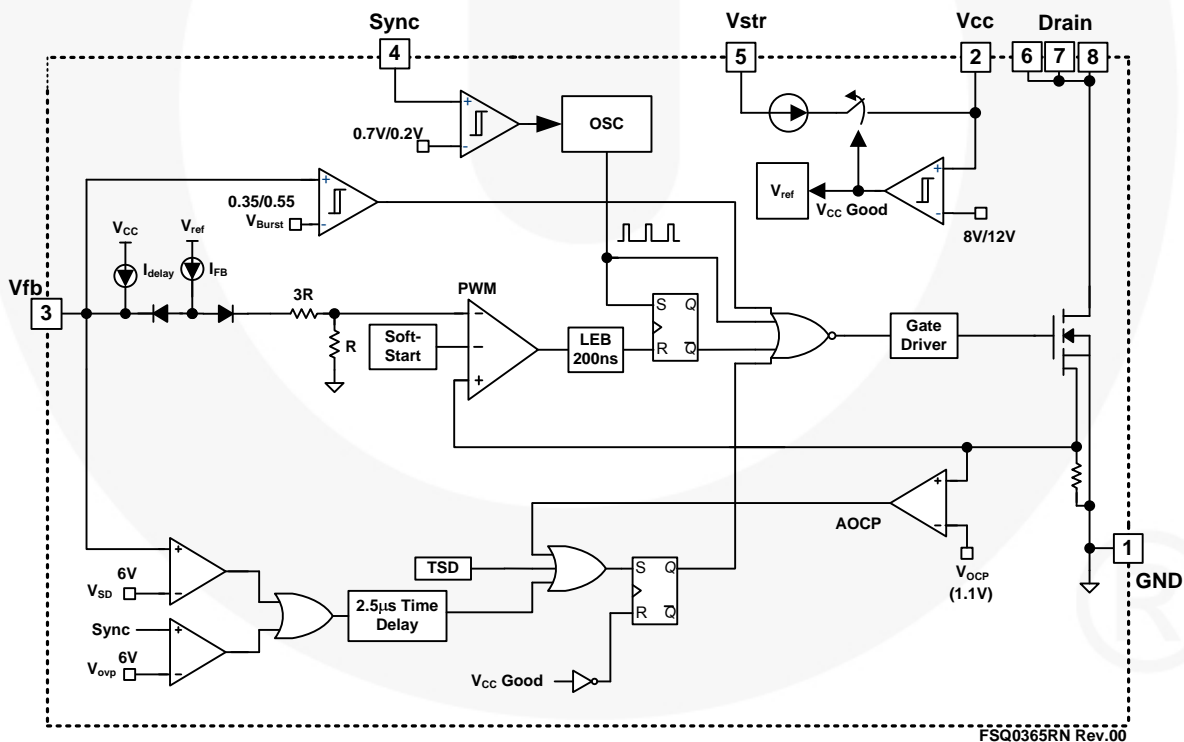 Sync
4
Vstr
5
Vcc
2
Drain
6
7
8
+
-
0.7V/0.2V
OSC
+
-
0.35/0.55
VBurst
Vref
VCC Good
+
-
8V/12V
VCC
Vref
Idelay
IFB
Vfb
3
3R
R
PWM
Soft-
Start
−
−
+
LEB
200ns
S Q
R Q̅
Gate
Driver
AOCP
+
−
VOCP
(1.1V)
1
GND
TSD
S Q
R Q̅
6V
VSD
+
−
2.5µs Time
Delay
Sync
6V
Vovp
+
−
VCC Good
®
FSQ0365RN Rev.00